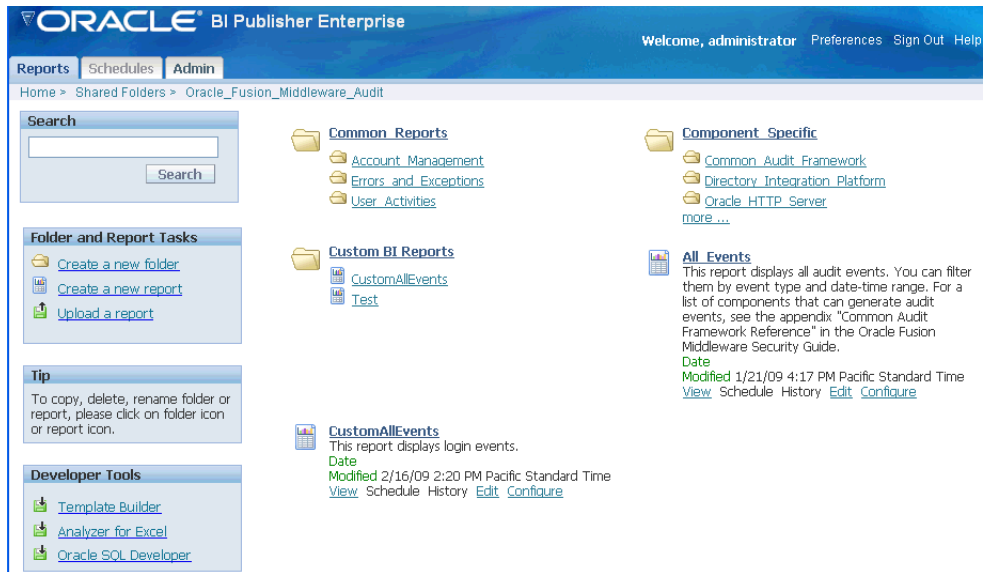 ORACLE BI Publisher Enterprise
Welcome, administrator Preferences Sign Out Help
Reports Schedules Admin
Home > Shared Folders > Oracle_Fusion_Middleware_Audit
Search
Search
Folder and Report Tasks
Create a new folder
Create a new report
Upload a report
Tip
To copy, delete, rename folder or
report, please click on folder icon
or report icon.
Developer Tools
Template Builder
Analyzer for Excel
Oracle SQL Developer
Common_Reports
Account_Management
Errors_and_Exceptions
User_Activities
Component_Specific
Common_Audit_Framework
Directory_Integration_Platform
Oracle_HTTP_Server
more ...
Custom BI Reports
CustomAllEvents
Test
All_Events
This report displays all audit events. You can filter
them by event type and date-time range. For a
list of components that can generate audit
events, see the appendix "Common Audit
Framework Reference" in the Oracle Fusion
Middleware Security Guide.
Date
Modified 1/21/09 4:17 PM Pacific Standard Time
View Schedule History Edit Configure
CustomAllEvents
This report displays login events.
Date
Modified 2/16/09 2:20 PM Pacific Standard Time
View Schedule History Edit Configure